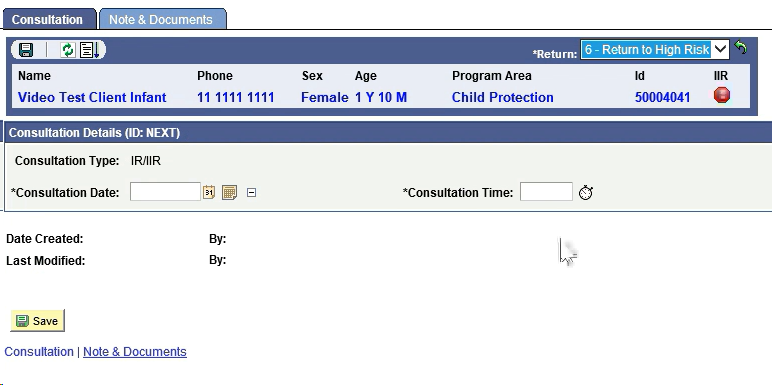 Consultation Note & Documents
*Return: 6 - Return to High Risk
Name Phone Sex Age Program Area Id IIR
Video Test Client Infant 11 1111 1111 Female 1 Y 10 M Child Protection 50004041
Consultation Details (ID: NEXT)
Consultation Type: IR/IIR
*Consultation Date: 31 *Consultation Time:
Date Created: By:
Last Modified: By:
Save
Consultation | Note & Documents